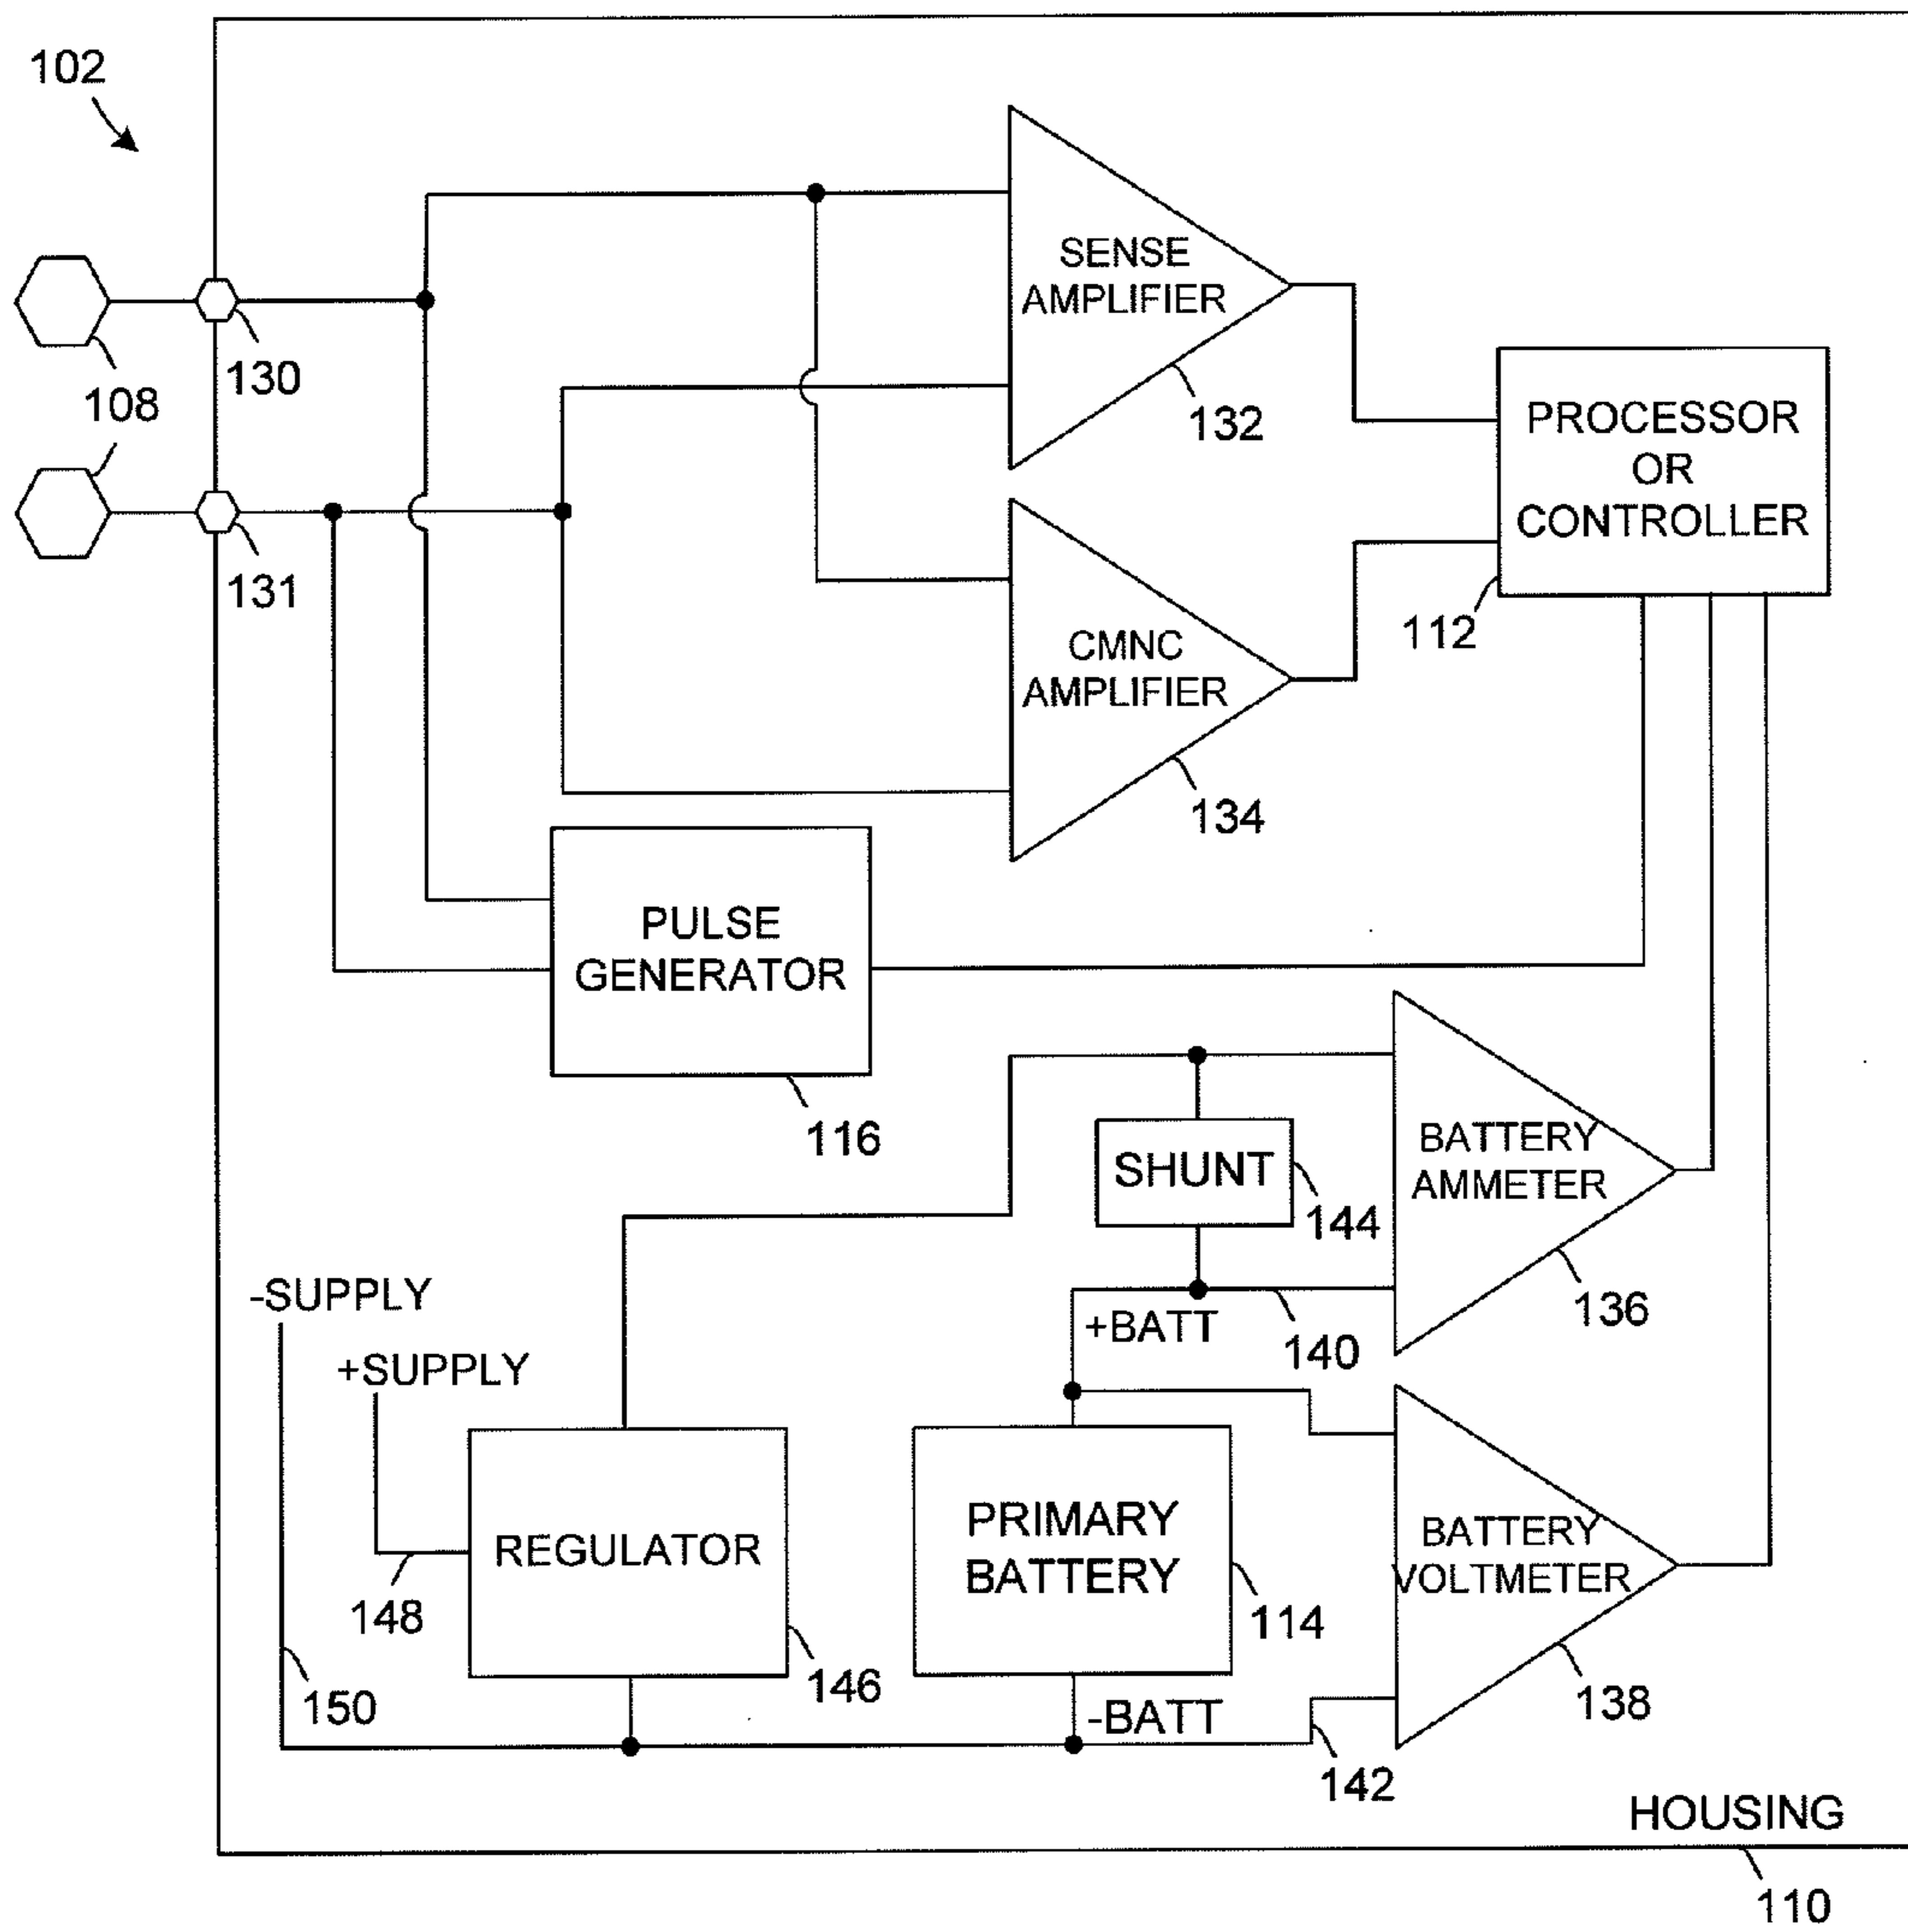 102
SENSE
AMPLIFIER
130
108
132
PROCESSOR
OR
CONTROLLER
131
112
CMNC
AMPLIFIER
134
PULSE
GENERATOR
116
SHUNT
144
BATTERY
AMMETER
136
-SUPPLY
+SUPPLY
+BATT
140
REGULATOR
148
146
150
PRIMARY
BATTERY
114
BATTERY
VOLTMETER
138
-BATT
142
HOUSING
110